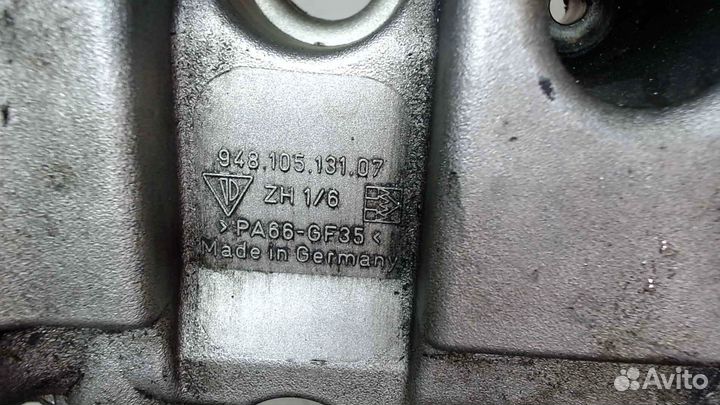 948.105.131.07
ZH 1/6
>PA66-GF35<
Made in Germany
Avito